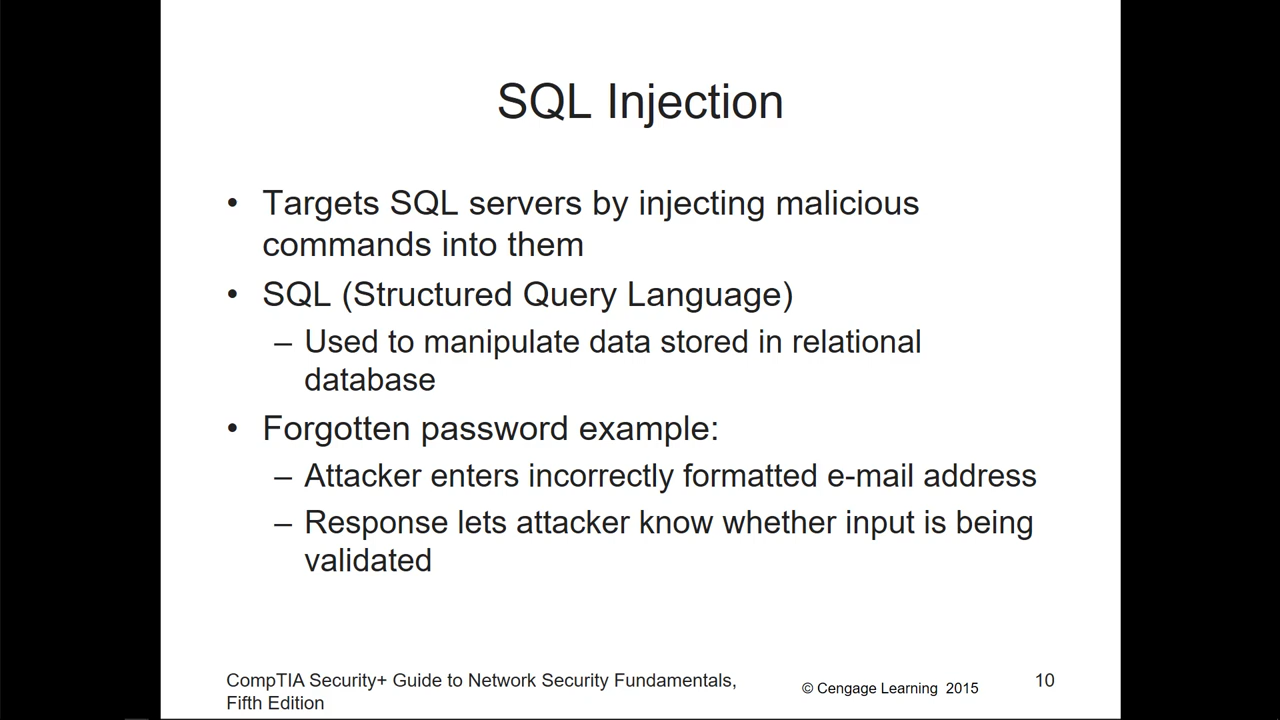 SQL Injection
• Targets SQL servers by injecting malicious
commands into them
• SQL (Structured Query Language)
– Used to manipulate data stored in relational
database
• Forgotten password example:
– Attacker enters incorrectly formatted e-mail address
– Response lets attacker know whether input is being
validated
CompTIA Security+ Guide to Network Security Fundamentals,
Fifth Edition
© Cengage Learning 2015
10